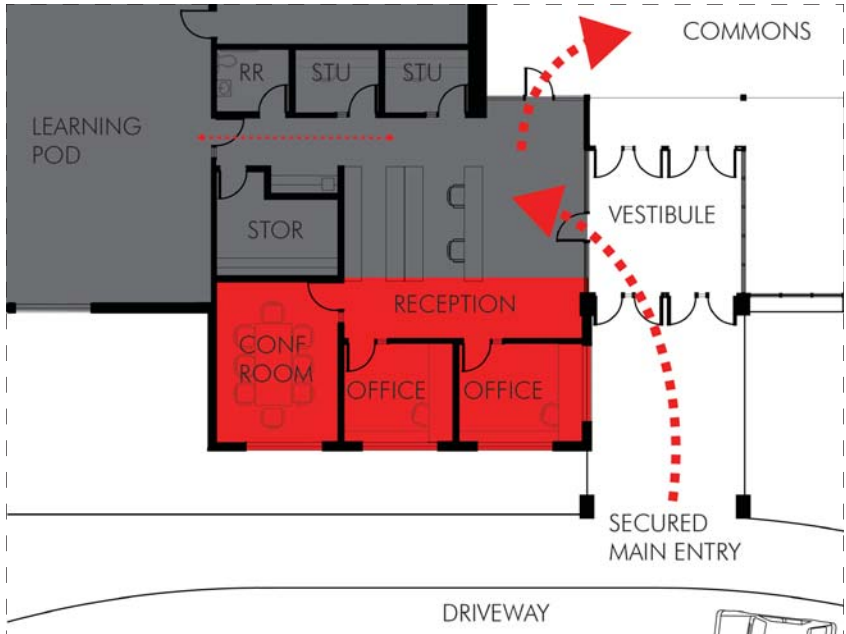 COMMONS
RR
STU
STU
LEARNING
POD
VESTIBULE
STOR
RECEPTION
CONF
ROOM
OFFICE
OFFICE
SECURED
MAIN ENTRY
DRIVEWAY